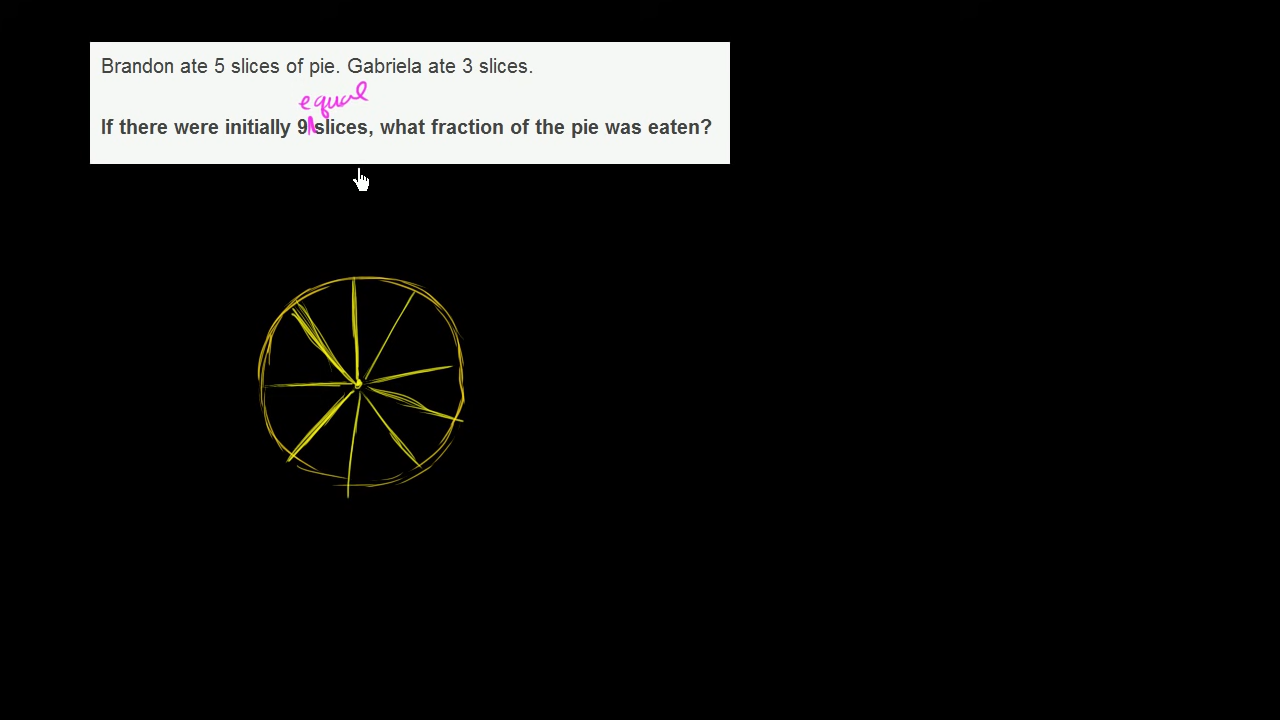 Brandon ate 5 slices of pie. Gabriela ate 3 slices.
equal
If there were initially 9 slices, what fraction of the pie was eaten?